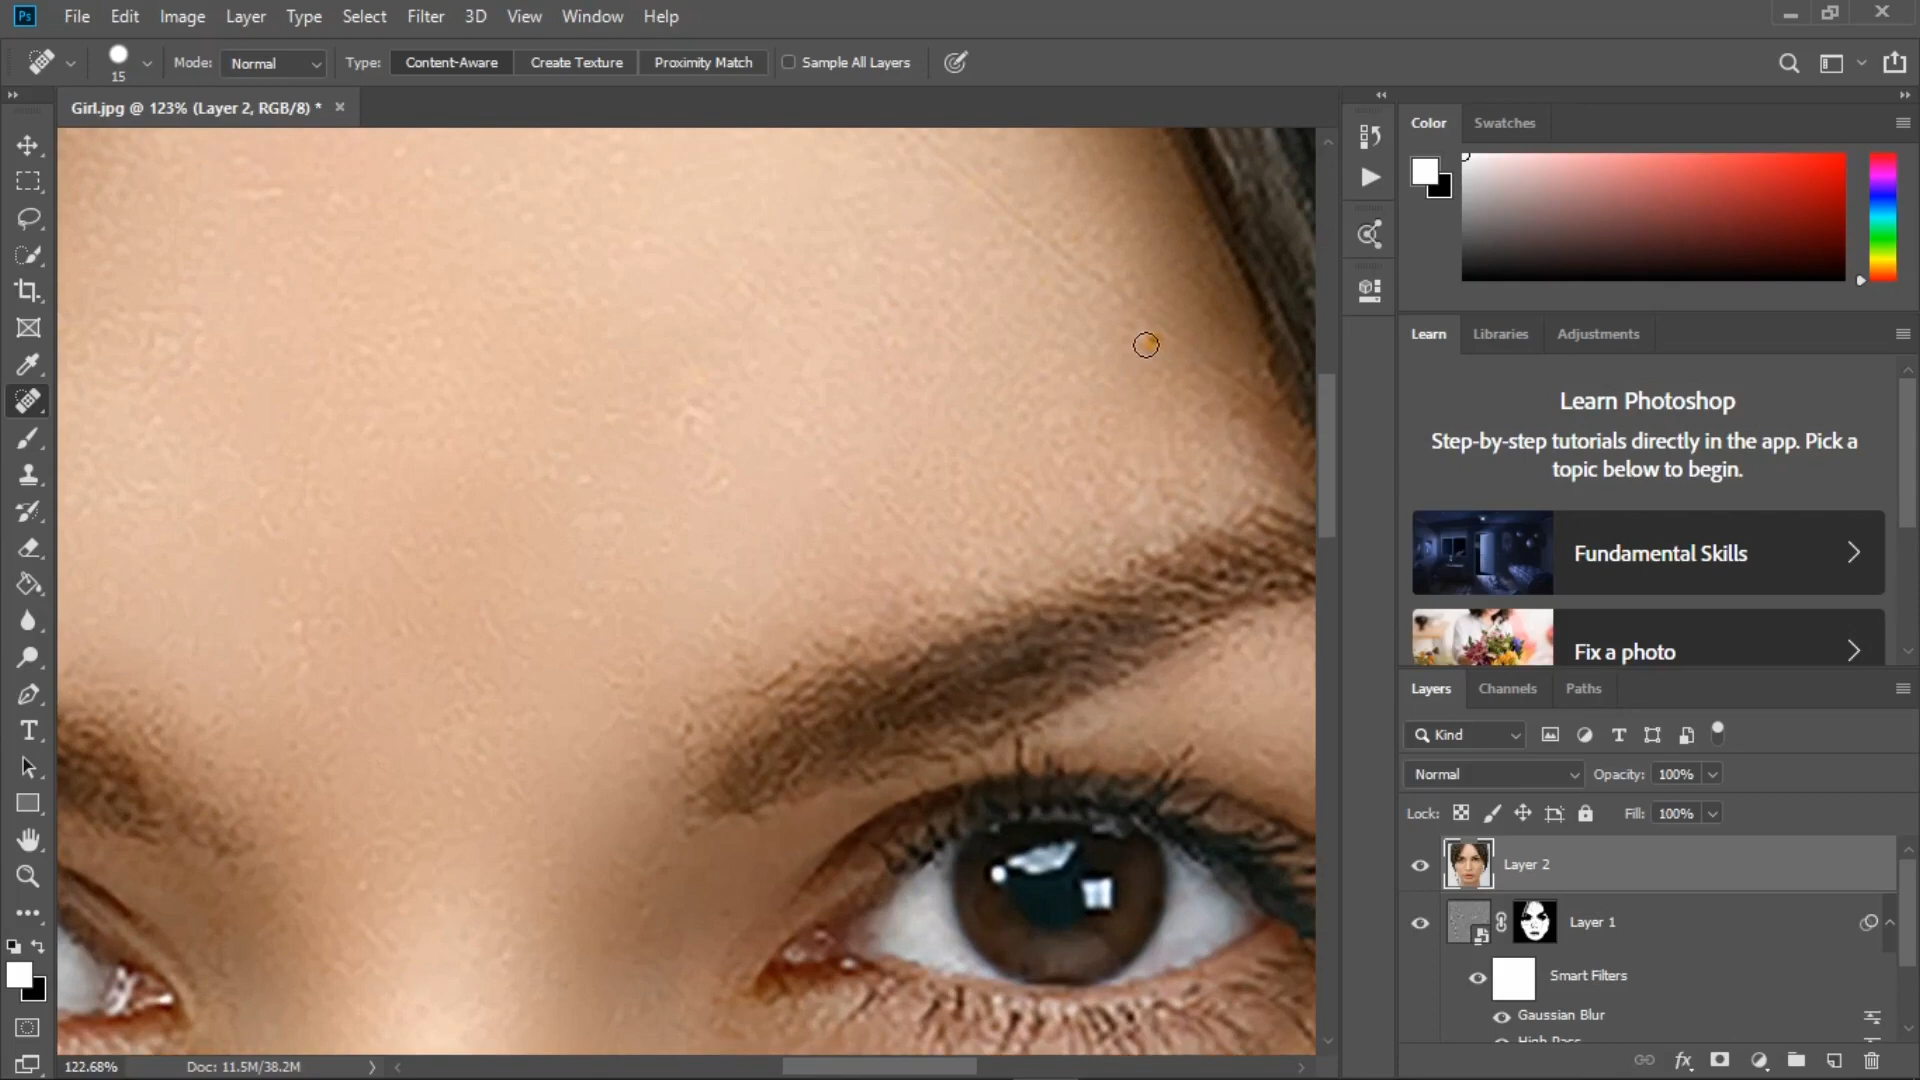 Ps File Edit Image Layer Type Select Filter 3D View Window Help
15 Mode: Normal Type: Content-Aware Create Texture Proximity Match Sample All Layers
Girl.jpg @ 123% (Layer 2, RGB/8) *
Color Swatches
Learn Libraries Adjustments
Learn Photoshop
Step-by-step tutorials directly in the app. Pick a
topic below to begin.
Fundamental Skills
Fix a photo
Layers Channels Paths
Kind
Normal Opacity: 100%
Lock: Fill: 100%
Layer 2
Layer 1
Smart Filters
Gaussian Blur
High Pass
fx
122.68% Doc: 11.5M/38.2M